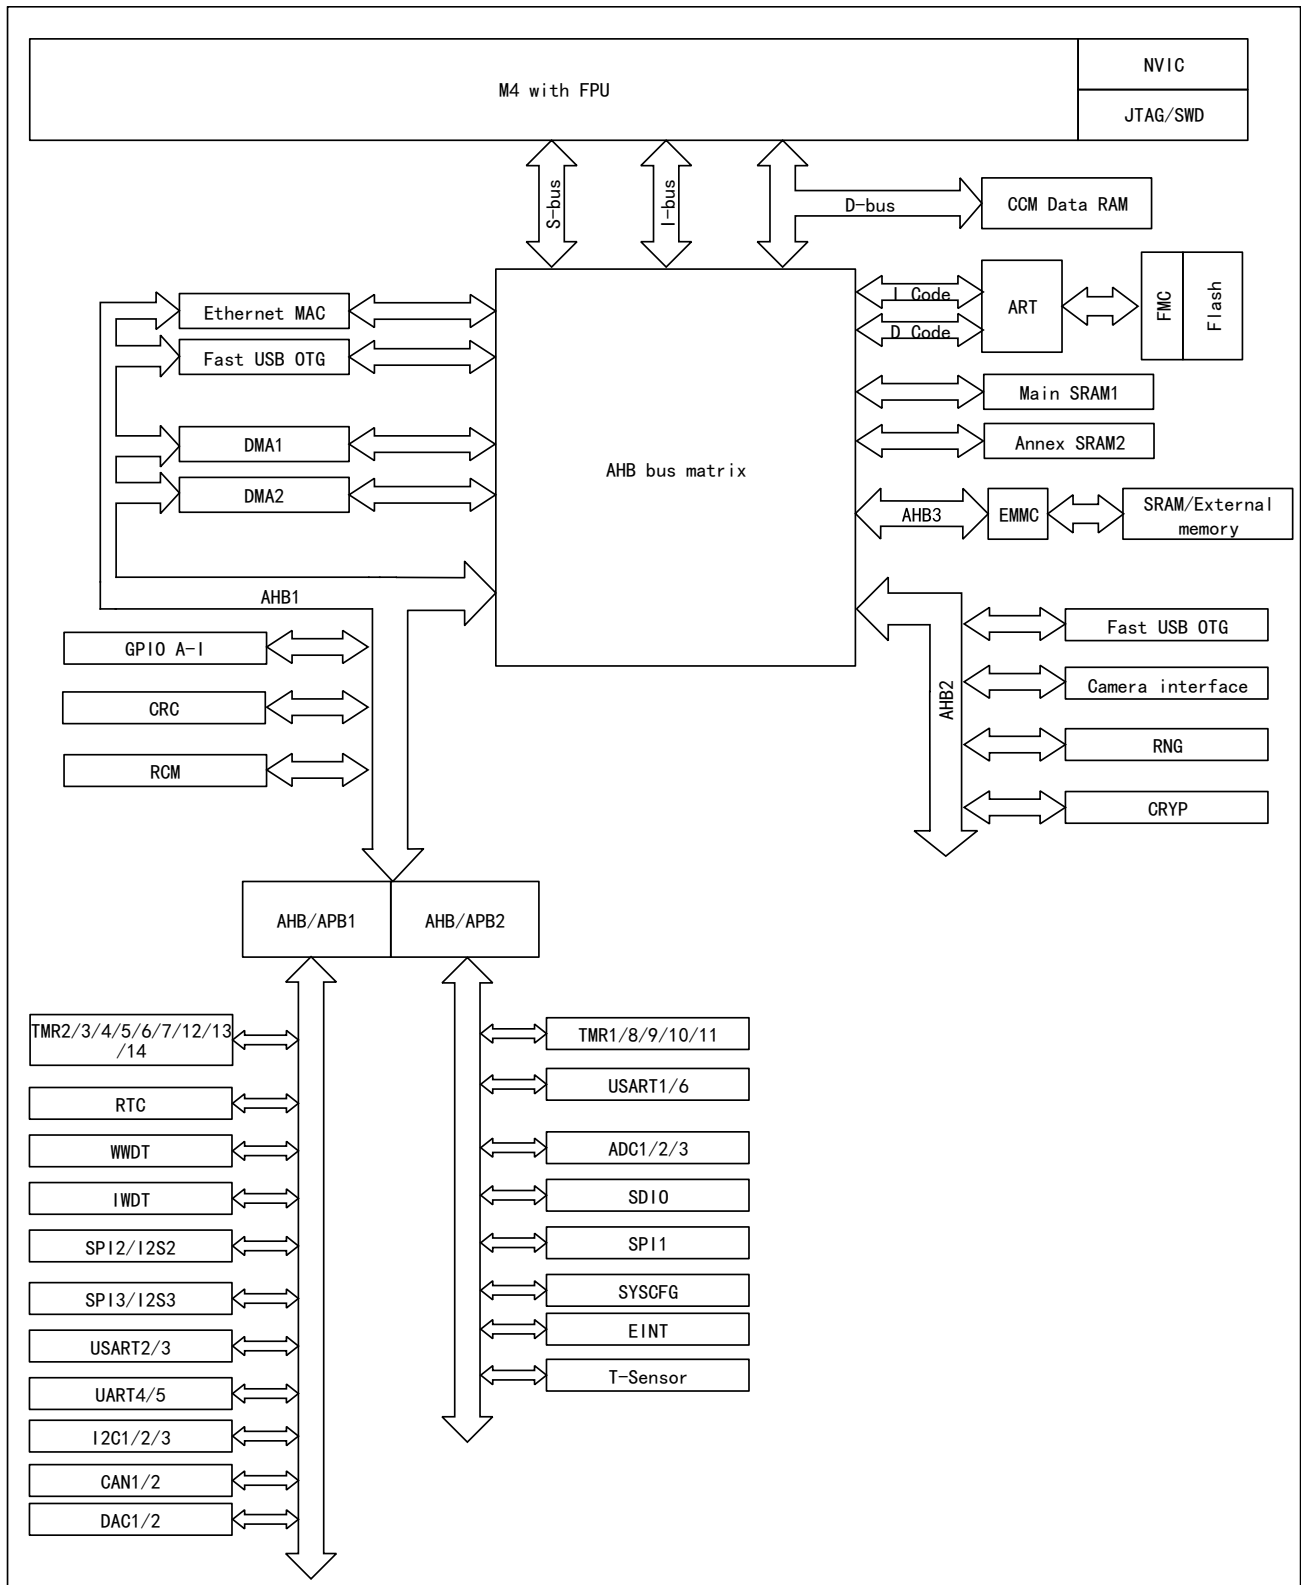 M4 with FPU
NVIC
JTAG/SWD
S-bus
I-bus
D-bus
CCM Data RAM
Ethernet MAC
Fast USB OTG
DMA1
DMA2
AHB bus matrix
I Code
D Code
ART
FMC
Flash
Main SRAM1
Annex SRAM2
AHB3
EMMC
SRAM/External
memory
AHB1
GPIO A-I
CRC
RCM
AHB2
Fast USB OTG
Camera interface
RNG
CRYP
AHB/APB1
AHB/APB2
TMR2/3/4/5/6/7/12/13
/14
RTC
WWDT
IWDT
SPI2/I2S2
SPI3/I2S3
USART2/3
UART4/5
I2C1/2/3
CAN1/2
DAC1/2
TMR1/8/9/10/11
USART1/6
ADC1/2/3
SDIO
SPI1
SYSCFG
EINT
T-Sensor